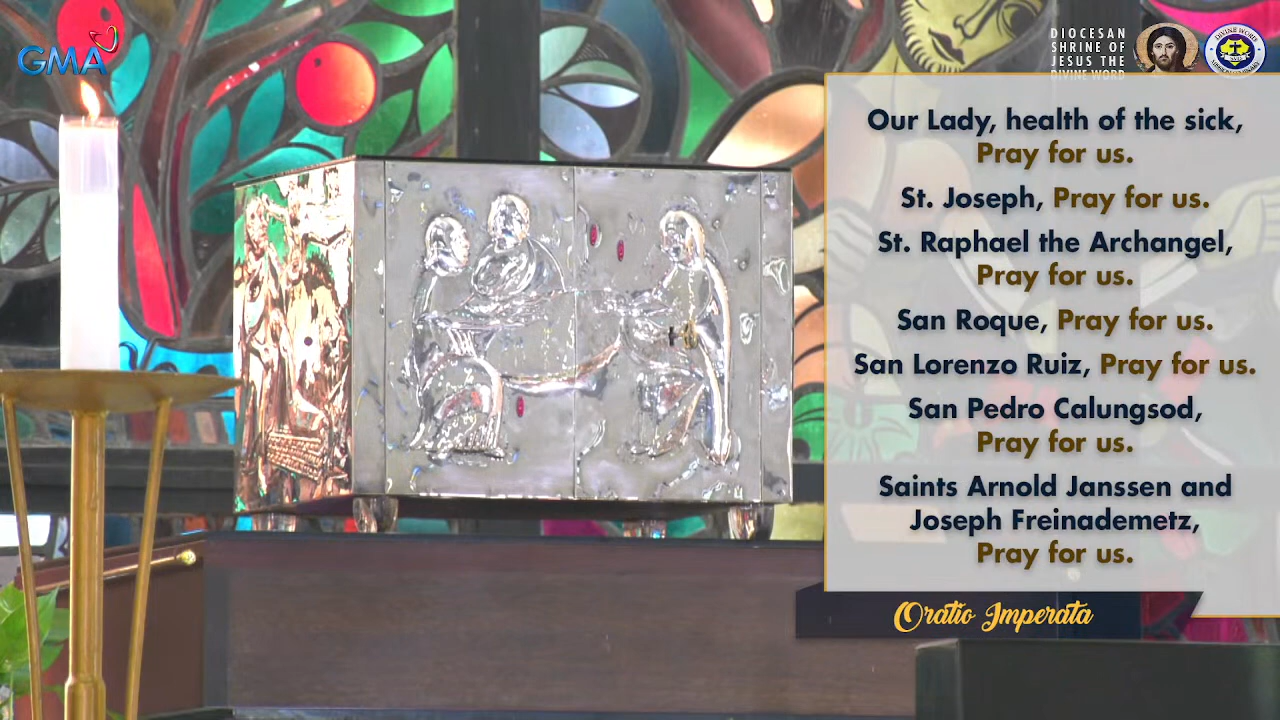 GMA
DIOCESAN
SHRINE OF
JESUS THE
DIVINE WORD
Our Lady, health of the sick,
Pray for us.
St. Joseph, Pray for us.
St. Raphael the Archangel,
Pray for us.
San Roque, Pray for us.
San Lorenzo Ruiz, Pray for us.
San Pedro Calungsod,
Pray for us.
Saints Arnold Janssen and
Joseph Freinademetz,
Pray for us.
Oratio Imperata